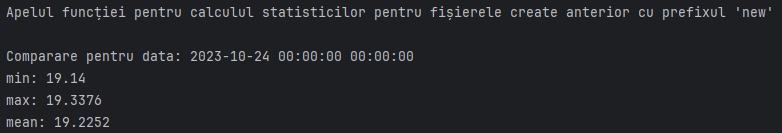 Apelul funcției pentru calculul statisticilor pentru fișierele create anterior cu prefixul 'new'
Comparare pentru data: 2023-10-24 00:00:00 00:00:00
min: 19.14
max: 19.3376
mean: 19.2252